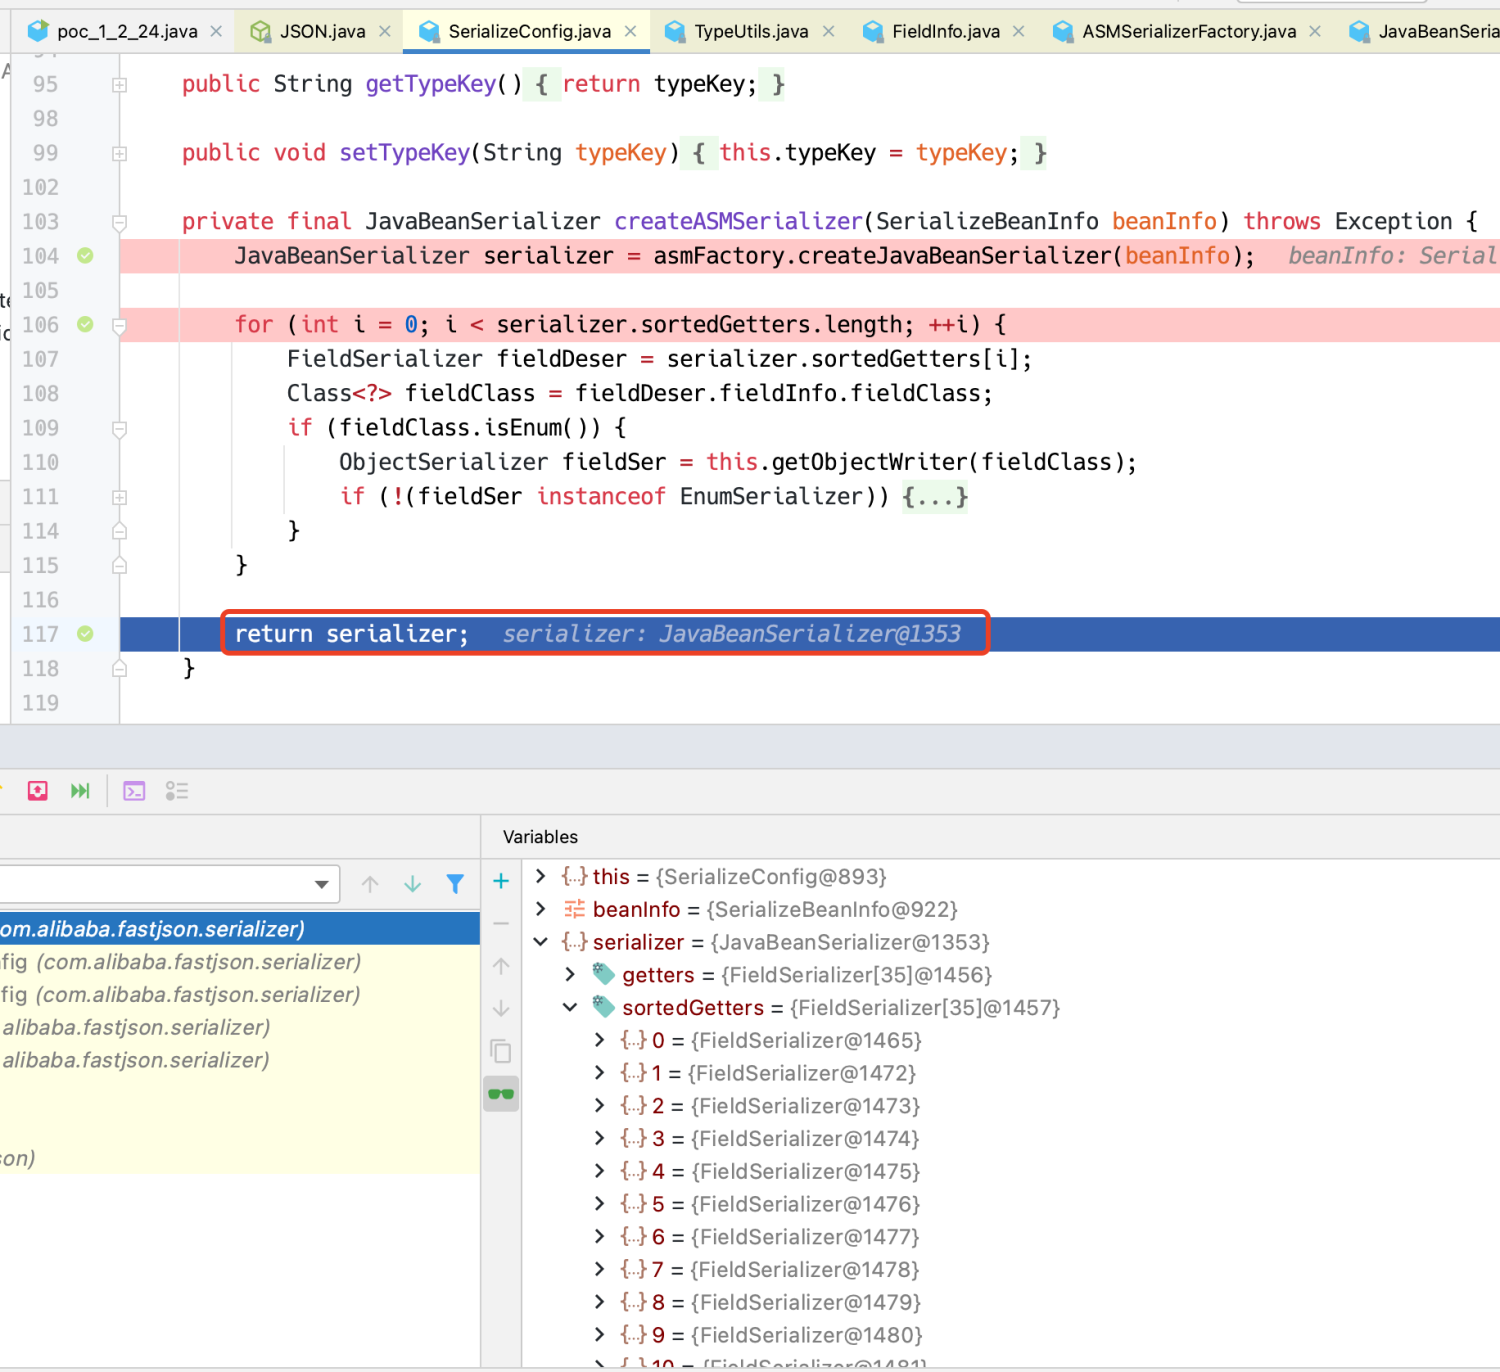 poc_1_2_24.java × JSON.java × SerializeConfig.java × TypeUtils.java × FieldInfo.java × ASMSerializerFactory.java × JavaBeanSeria
95 public String getTypeKey() { return typeKey; }
98
99 public void setTypeKey(String typeKey) { this.typeKey = typeKey; }
102
103 private final JavaBeanSerializer createASMSerializer(SerializeBeanInfo beanInfo) throws Exception {
104 JavaBeanSerializer serializer = asmFactory.createJavaBeanSerializer(beanInfo); beanInfo: Serial
105
106 for (int i = 0; i < serializer.sortedGetters.length; ++i) {
107 FieldSerializer fieldDeser = serializer.sortedGetters[i];
108 Class<?> fieldClass = fieldDeser.fieldInfo.fieldClass;
109 if (fieldClass.isEnum()) {
110 ObjectSerializer fieldSer = this.getObjectWriter(fieldClass);
111 if (!(fieldSer instanceof EnumSerializer)) {...}
114 }
115 }
116
117 return serializer; serializer: JavaBeanSerializer@1353
118 }
119
Variables
om.alibaba.fastjson.serializer)
fig (com.alibaba.fastjson.serializer)
fig (com.alibaba.fastjson.serializer)
.alibaba.fastjson.serializer)
.alibaba.fastjson.serializer)
son)
{...} this = {SerializeConfig@893}
beanInfo = {SerializeBeanInfo@922}
{...} serializer = {JavaBeanSerializer@1353}
getters = {FieldSerializer[35]@1456}
sortedGetters = {FieldSerializer[35]@1457}
{...} 0 = {FieldSerializer@1465}
{...} 1 = {FieldSerializer@1472}
{...} 2 = {FieldSerializer@1473}
{...} 3 = {FieldSerializer@1474}
{...} 4 = {FieldSerializer@1475}
{...} 5 = {FieldSerializer@1476}
{...} 6 = {FieldSerializer@1477}
{...} 7 = {FieldSerializer@1478}
{...} 8 = {FieldSerializer@1479}
{...} 9 = {FieldSerializer@1480}
{...} 10 = {FieldSerializer@1481}